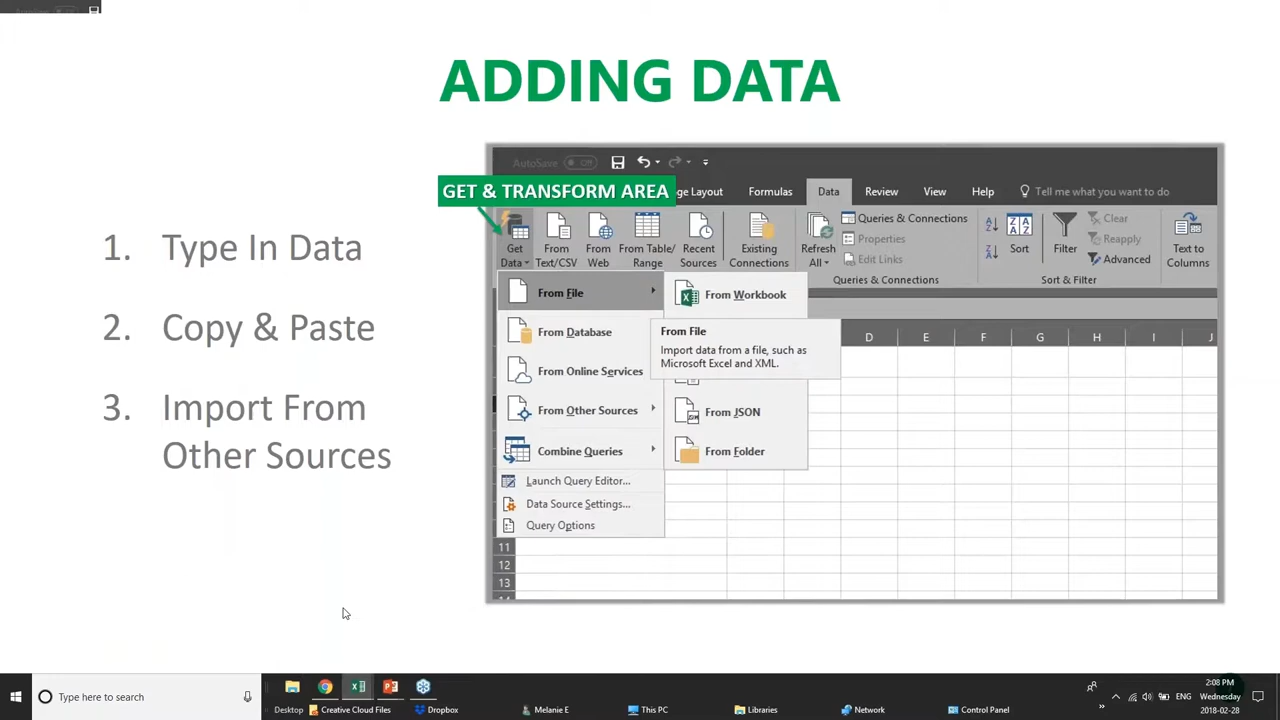 ADDING DATA
1. Type In Data
2. Copy & Paste
3. Import From
Other Sources
AutoSave Off
GET & TRANSFORM AREA
ge Layout Formulas Data Review View Help Tell me what you want to do
Get Data
From Text/CSV
From Web
From Table/ Range
Recent Sources
Existing Connections
Refresh All
Queries & Connections
Properties
Edit Links
Sort
Filter
Clear
Reapply
Advanced
Text to Columns
Queries & Connections
Sort & Filter
From File
From Database
From Online Services
From Other Sources
Combine Queries
Launch Query Editor...
Data Source Settings...
Query Options
From Workbook
From File
Import data from a file, such as
Microsoft Excel and XML.
From JSON
From Folder
D E F G H I J
11
12
13
Type here to search
Desktop Creative Cloud Files Dropbox Melanie E This PC Libraries Network Control Panel
ENG
2:08 PM
Wednesday
2018-02-28